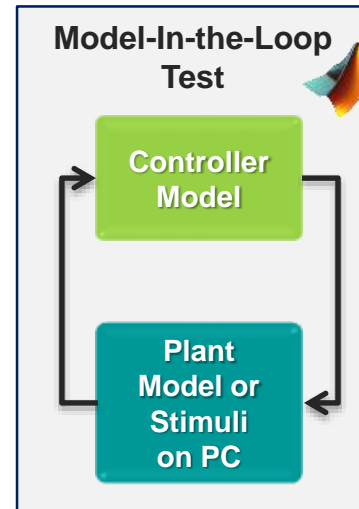 Model-In-the-Loop
Test
Controller
Model
Plant
Model or
Stimuli
on PC